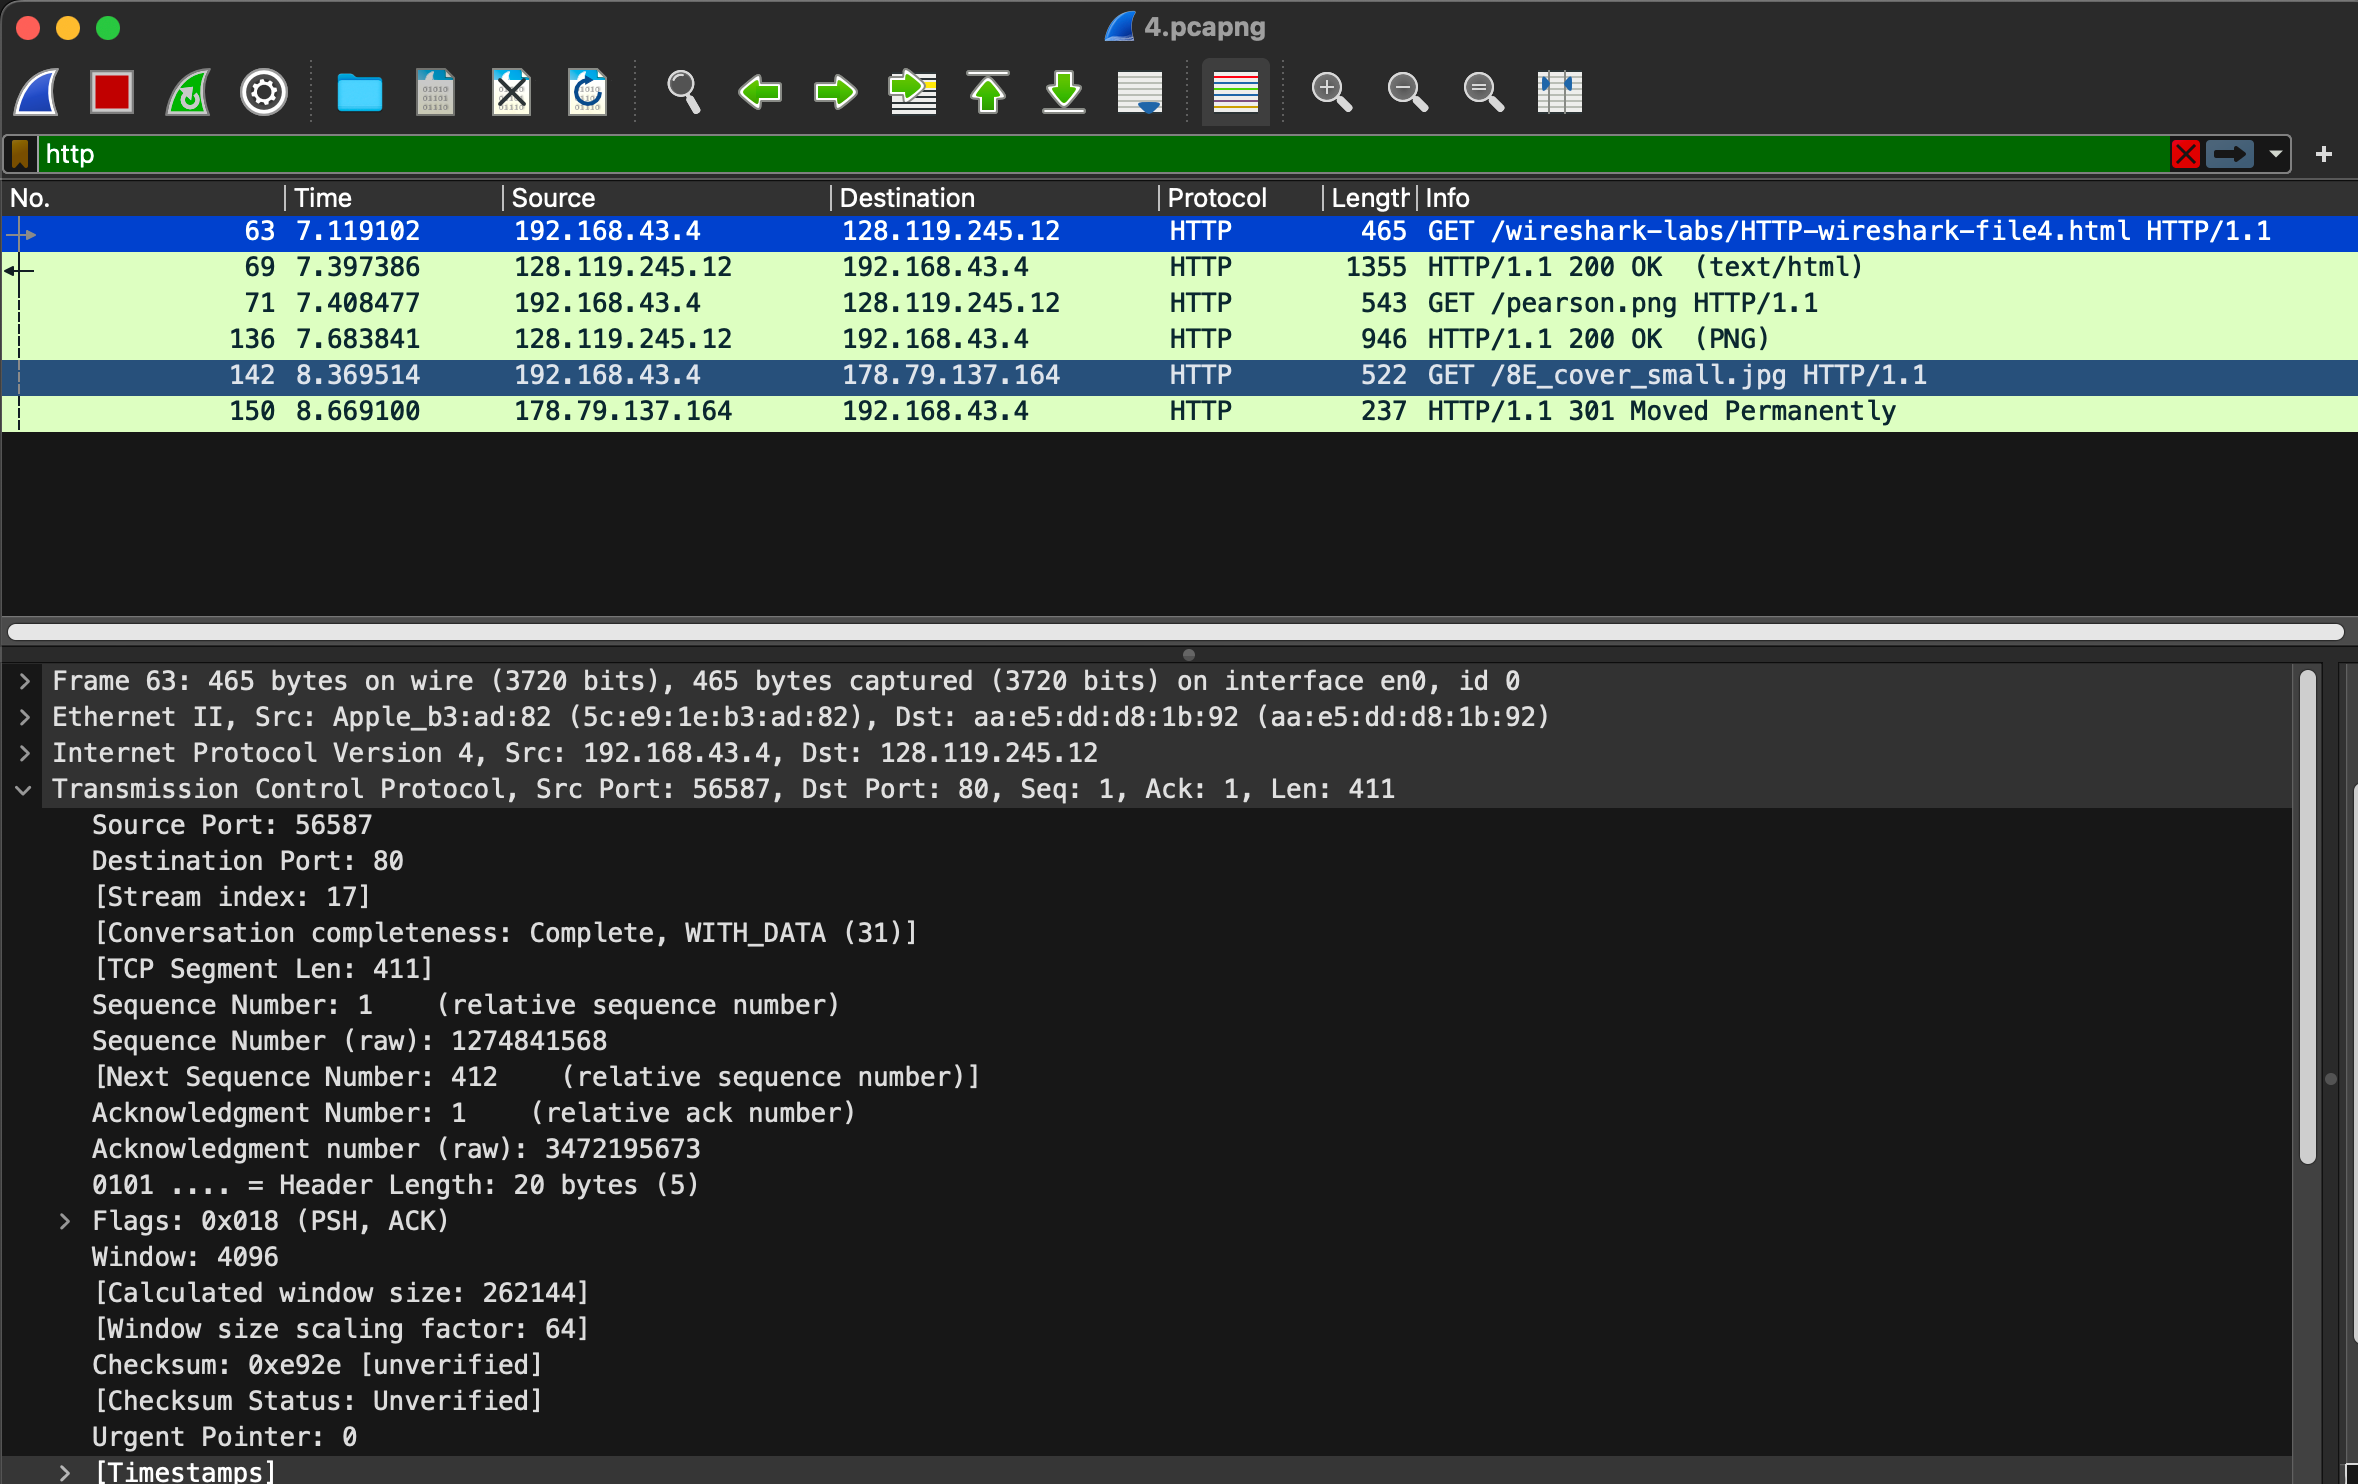 4.pcapng
http
No. Time Source Destination Protocol Length Info
63 7.119102 192.168.43.4 128.119.245.12 HTTP 465 GET /wireshark-labs/HTTP-wireshark-file4.html HTTP/1.1
69 7.397386 128.119.245.12 192.168.43.4 HTTP 1355 HTTP/1.1 200 OK (text/html)
71 7.408477 192.168.43.4 128.119.245.12 HTTP 543 GET /pearson.png HTTP/1.1
136 7.683841 128.119.245.12 192.168.43.4 HTTP 946 HTTP/1.1 200 OK (PNG)
142 8.369514 192.168.43.4 178.79.137.164 HTTP 522 GET /8E_cover_small.jpg HTTP/1.1
150 8.669100 178.79.137.164 192.168.43.4 HTTP 237 HTTP/1.1 301 Moved Permanently
Frame 63: 465 bytes on wire (3720 bits), 465 bytes captured (3720 bits) on interface en0, id 0
Ethernet II, Src: Apple_b3:ad:82 (5c:e9:1e:b3:ad:82), Dst: aa:e5:dd:d8:1b:92 (aa:e5:dd:d8:1b:92)
Internet Protocol Version 4, Src: 192.168.43.4, Dst: 128.119.245.12
Transmission Control Protocol, Src Port: 56587, Dst Port: 80, Seq: 1, Ack: 1, Len: 411
Source Port: 56587
Destination Port: 80
[Stream index: 17]
[Conversation completeness: Complete, WITH_DATA (31)]
[TCP Segment Len: 411]
Sequence Number: 1 (relative sequence number)
Sequence Number (raw): 1274841568
[Next Sequence Number: 412 (relative sequence number)]
Acknowledgment Number: 1 (relative ack number)
Acknowledgment number (raw): 3472195673
0101 .... = Header Length: 20 bytes (5)
Flags: 0x018 (PSH, ACK)
Window: 4096
[Calculated window size: 262144]
[Window size scaling factor: 64]
Checksum: 0xe92e [unverified]
[Checksum Status: Unverified]
Urgent Pointer: 0
[Timestamps]